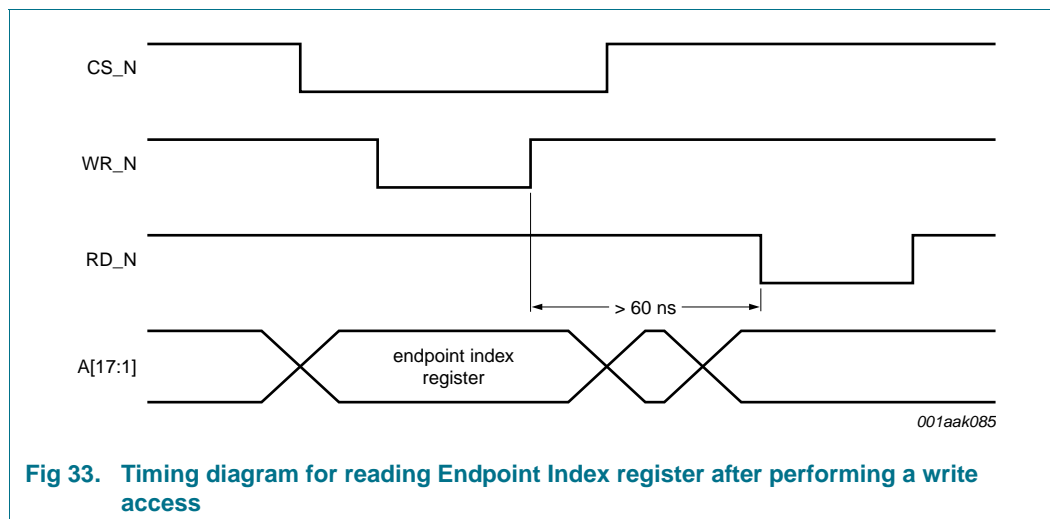 CS_N
WR_N
RD_N
> 60 ns
A[17:1]
endpoint index
register
001aak085
Fig 33. Timing diagram for reading Endpoint Index register after performing a write
access